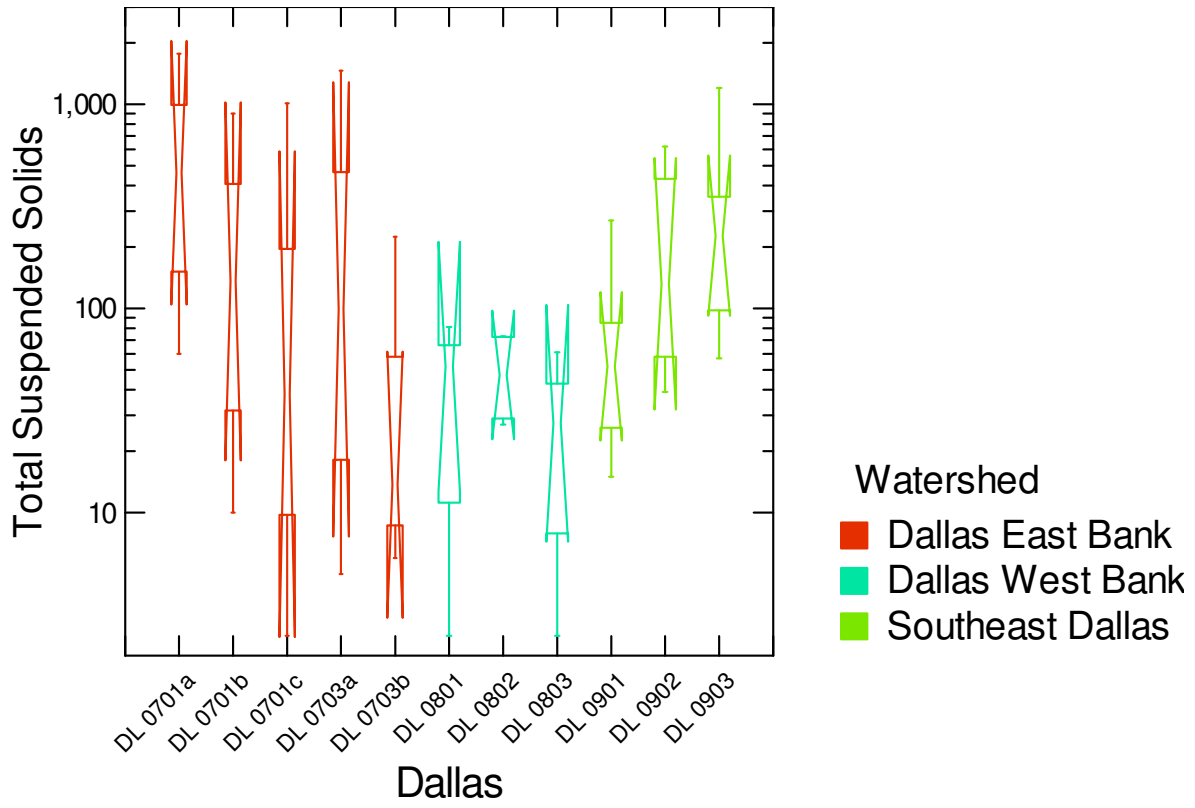 Total Suspended Solids
1,000
100
10
DL 0701a
DL 0701b
DL 0701c
DL 0703a
DL 0703b
DL 0801
DL 0802
DL 0803
DL 0901
DL 0902
DL 0903
Dallas
Watershed
Dallas East Bank
Dallas West Bank
Southeast Dallas